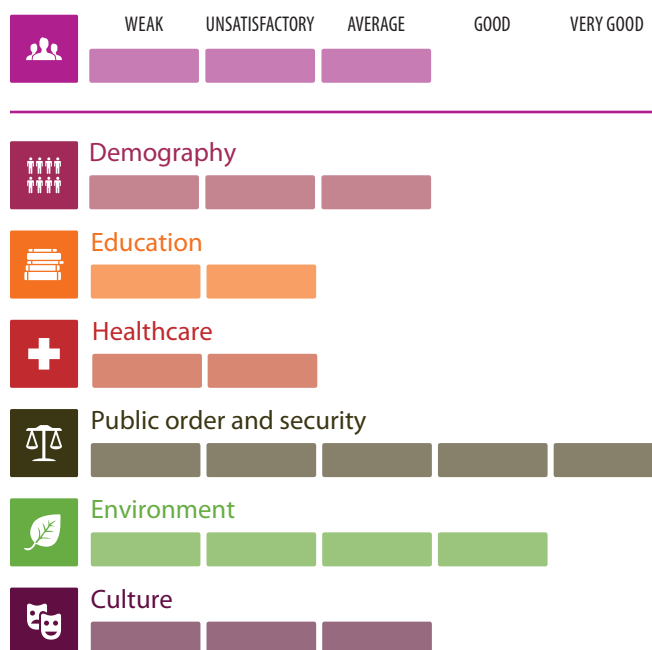 WEAK UNSATISFACTORY AVERAGE GOOD VERY GOOD
Demography
Education
Healthcare
Public order and security
Environment
Culture